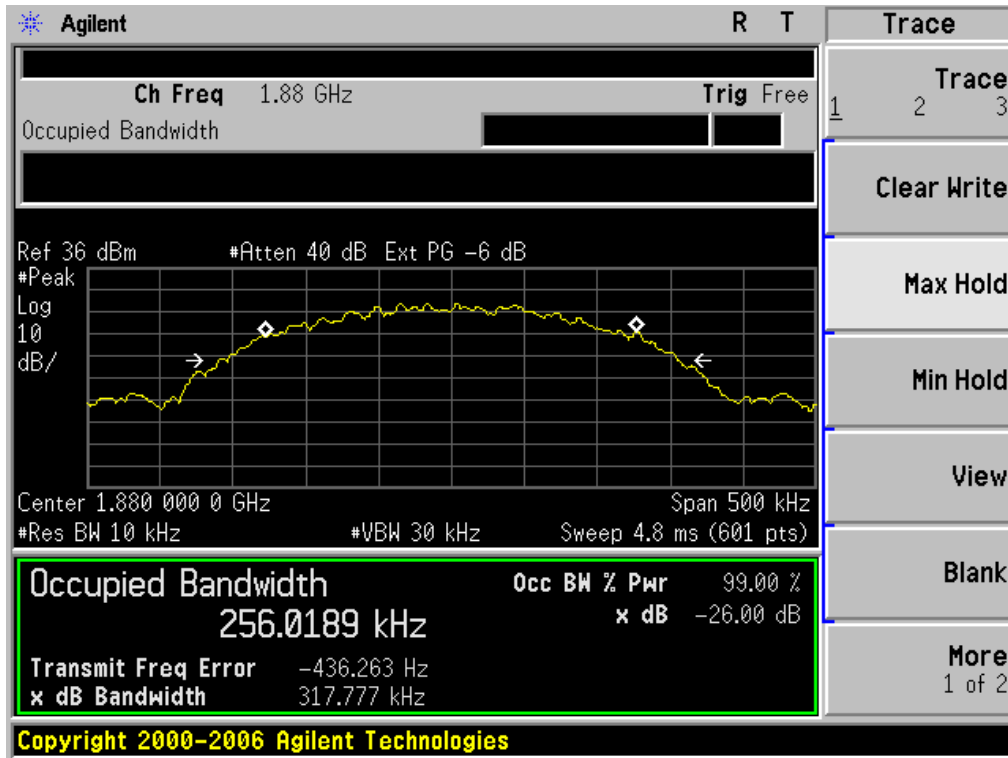 Agilent R T Trace
Ch Freq 1.88 GHz Trig Free
Occupied Bandwidth
Trace
1 2 3
Clear Write
Max Hold
Min Hold
View
Blank
More
1 of 2
Ref 36 dBm #Atten 40 dB Ext PG −6 dB
#Peak
Log
10
dB/
Center 1.880 000 0 GHz Span 500 kHz
#Res BW 10 kHz #VBW 30 kHz Sweep 4.8 ms (601 pts)
Occupied Bandwidth Occ BW % Pwr 99.00 %
256.0189 kHz x dB −26.00 dB
Transmit Freq Error −436.263 Hz
x dB Bandwidth 317.777 kHz
Copyright 2000−2006 Agilent Technologies